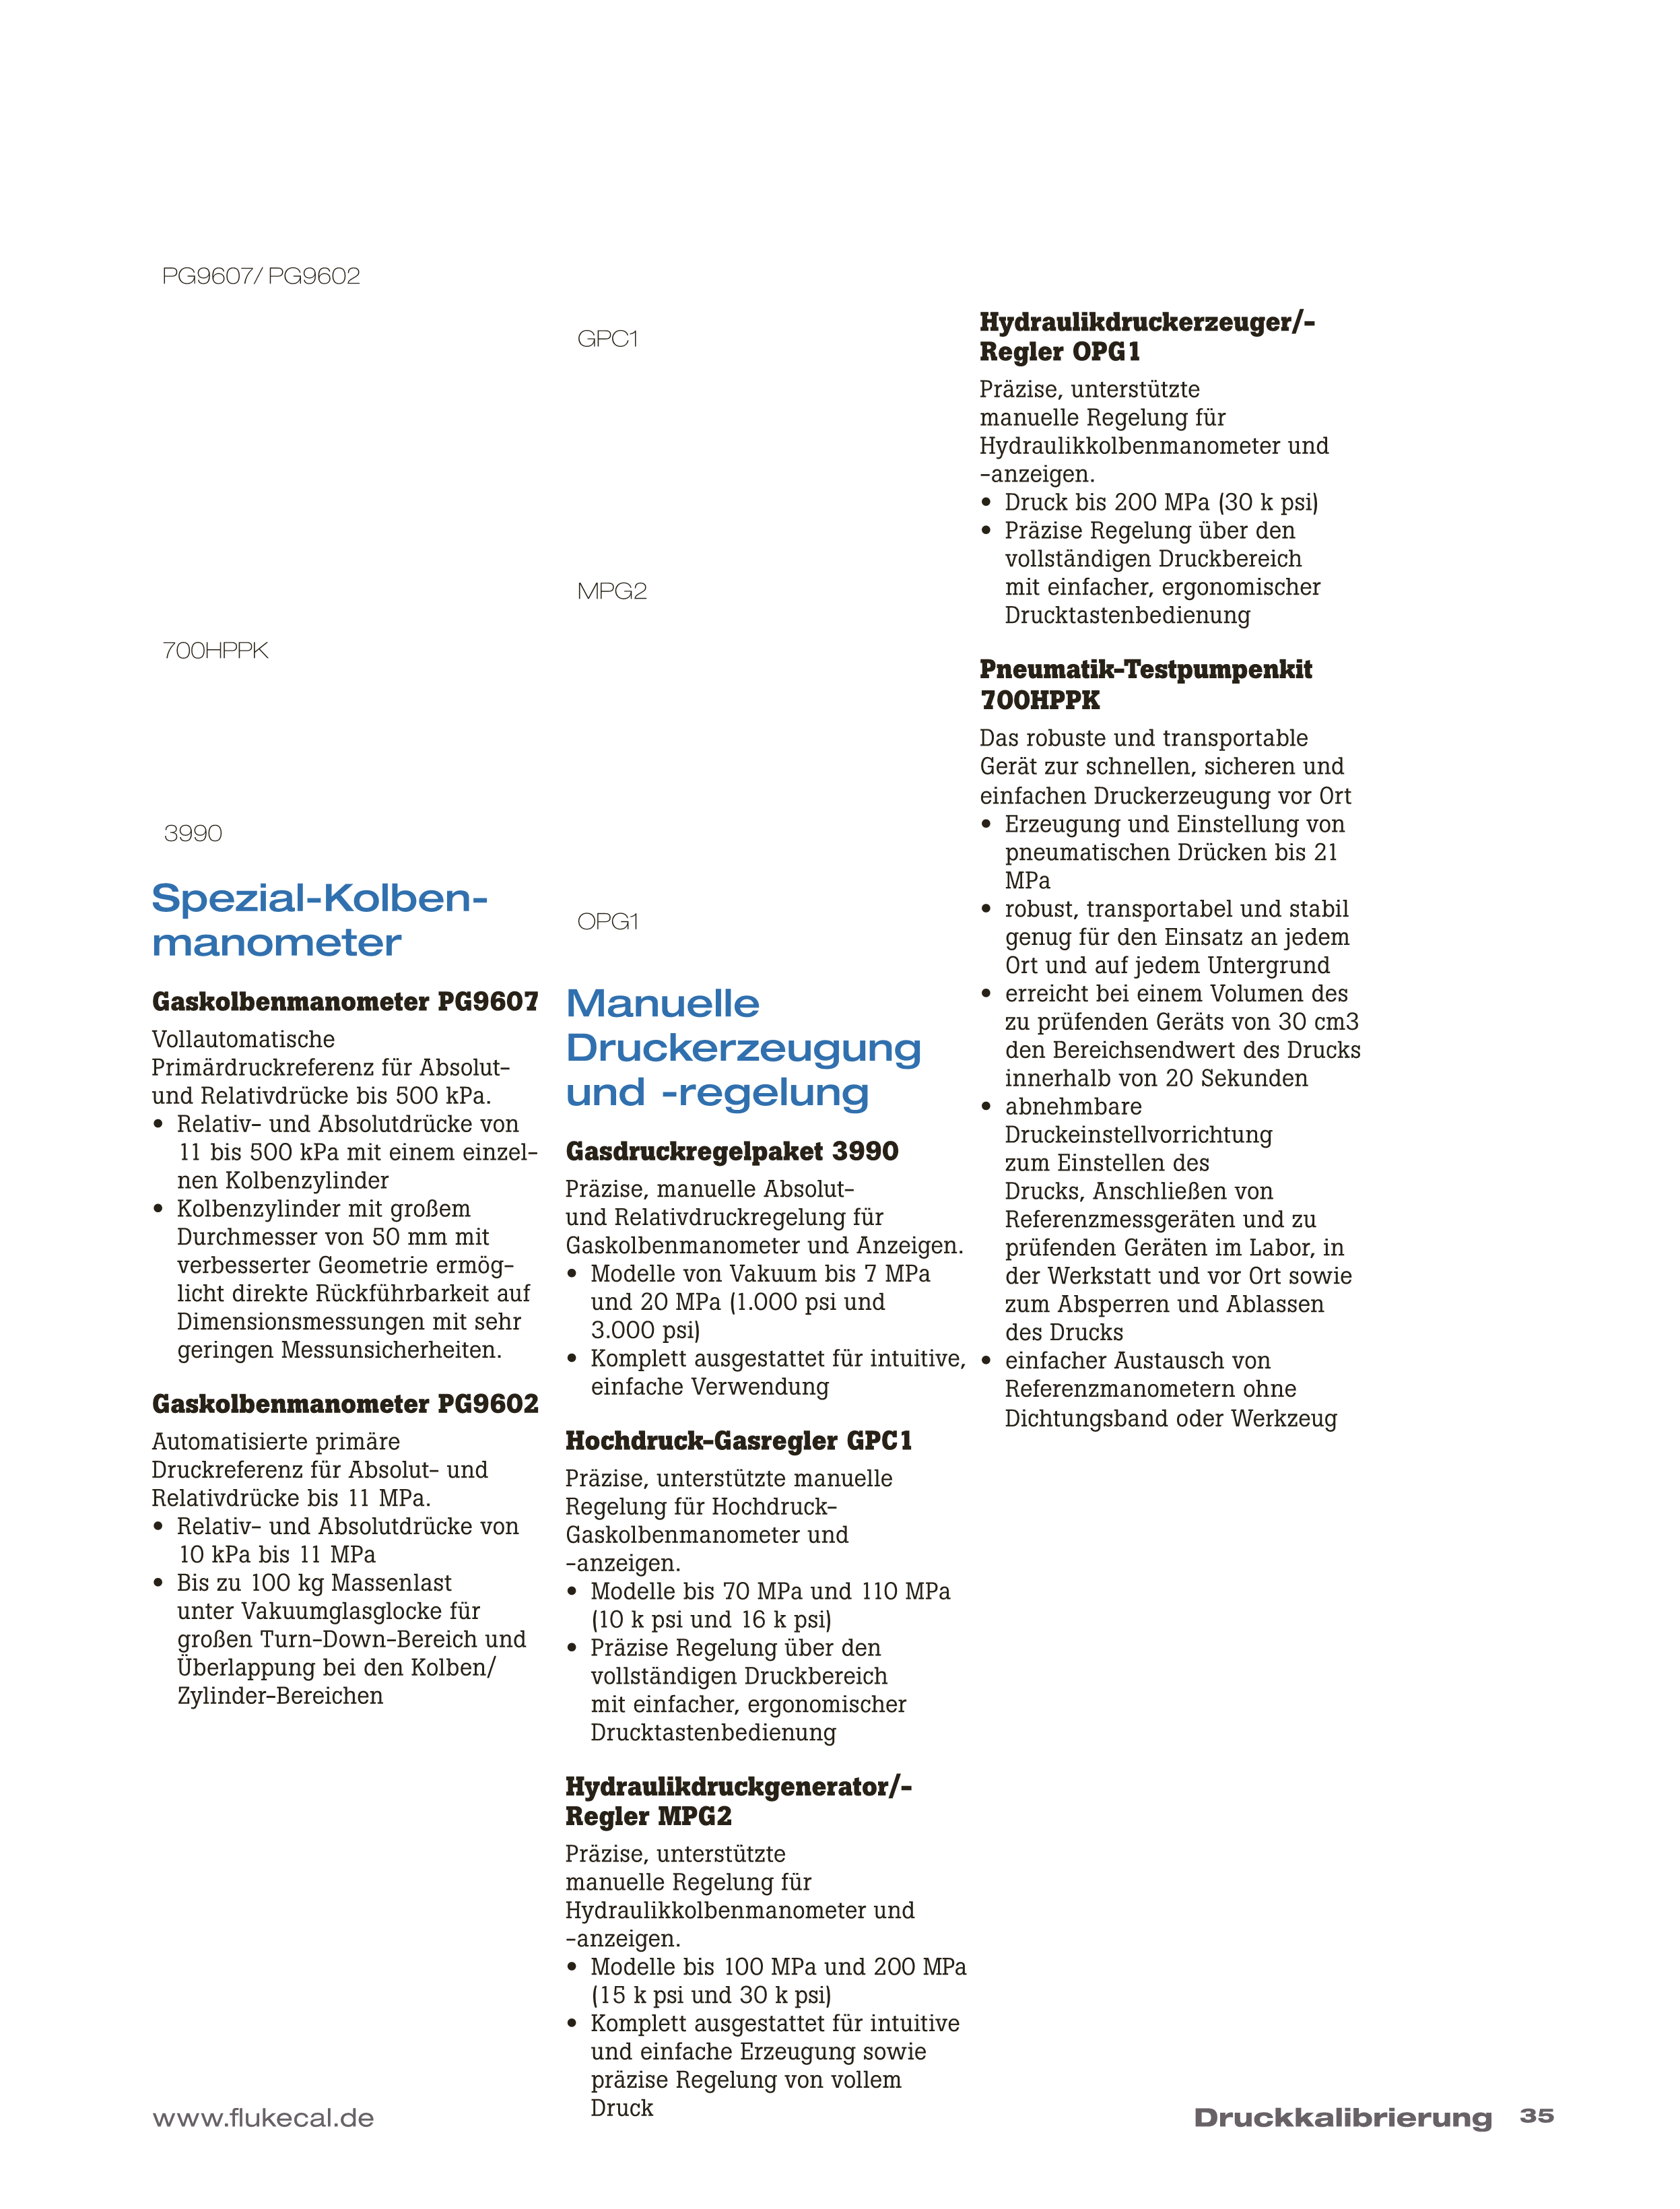 PG9607/ PG9602
700HPPK
3990
Spezial-Kolben-
manometer
Gaskolbenmanometer PG9607
Vollautomatische
Primärdruckreferenz für Absolut-
und Relativdrücke bis 500 kPa.
• Relativ- und Absolutdrücke von
11 bis 500 kPa mit einem einzel-
nen Kolbenzylinder
• Kolbenzylinder mit großem
Durchmesser von 50 mm mit
verbesserter Geometrie ermög-
licht direkte Rückführbarkeit auf
Dimensionsmessungen mit sehr
geringen Messunsicherheiten.
Gaskolbenmanometer PG9602
Automatisierte primäre
Druckreferenz für Absolut- und
Relativdrücke bis 11 MPa.
• Relativ- und Absolutdrücke von
10 kPa bis 11 MPa
• Bis zu 100 kg Massenlast
unter Vakuumglasglocke für
großen Turn-Down-Bereich und
Überlappung bei den Kolben/
Zylinder-Bereichen
GPC1
MPG2
OPG1
Manuelle
Druckerzeugung
und -regelung
Gasdruckregelpaket 3990
Präzise, manuelle Absolut-
und Relativdruckregelung für
Gaskolbenmanometer und Anzeigen.
• Modelle von Vakuum bis 7 MPa
und 20 MPa (1.000 psi und
3.000 psi)
• Komplett ausgestattet für intuitive,
einfache Verwendung
Hochdruck-Gasregler GPC1
Präzise, unterstützte manuelle
Regelung für Hochdruck-
Gaskolbenmanometer und
-anzeigen.
• Modelle bis 70 MPa und 110 MPa
(10 k psi und 16 k psi)
• Präzise Regelung über den
vollständigen Druckbereich
mit einfacher, ergonomischer
Drucktastenbedienung
Hydraulikdruckgenerator/-
Regler MPG2
Präzise, unterstützte
manuelle Regelung für
Hydraulikkolbenmanometer und
-anzeigen.
• Modelle bis 100 MPa und 200 MPa
(15 k psi und 30 k psi)
• Komplett ausgestattet für intuitive
und einfache Erzeugung sowie
präzise Regelung von vollem
Druck
Hydraulikdruckerzeuger/-
Regler OPG1
Präzise, unterstützte
manuelle Regelung für
Hydraulikkolbenmanometer und
-anzeigen.
• Druck bis 200 MPa (30 k psi)
• Präzise Regelung über den
vollständigen Druckbereich
mit einfacher, ergonomischer
Drucktastenbedienung
Pneumatik-Testpumpenkit
700HPPK
Das robuste und transportable
Gerät zur schnellen, sicheren und
einfachen Druckerzeugung vor Ort
• Erzeugung und Einstellung von
pneumatischen Drücken bis 21
MPa
• robust, transportabel und stabil
genug für den Einsatz an jedem
Ort und auf jedem Untergrund
• erreicht bei einem Volumen des
zu prüfenden Geräts von 30 cm3
den Bereichsendwert des Drucks
innerhalb von 20 Sekunden
• abnehmbare
Druckeinstellvorrichtung
zum Einstellen des
Drucks, Anschließen von
Referenzmessgeräten und zu
prüfenden Geräten im Labor, in
der Werkstatt und vor Ort sowie
zum Absperren und Ablassen
des Drucks
• einfacher Austausch von
Referenzmanometern ohne
Dichtungsband oder Werkzeug
www.flukecal.de
Druckkalibrierung 35